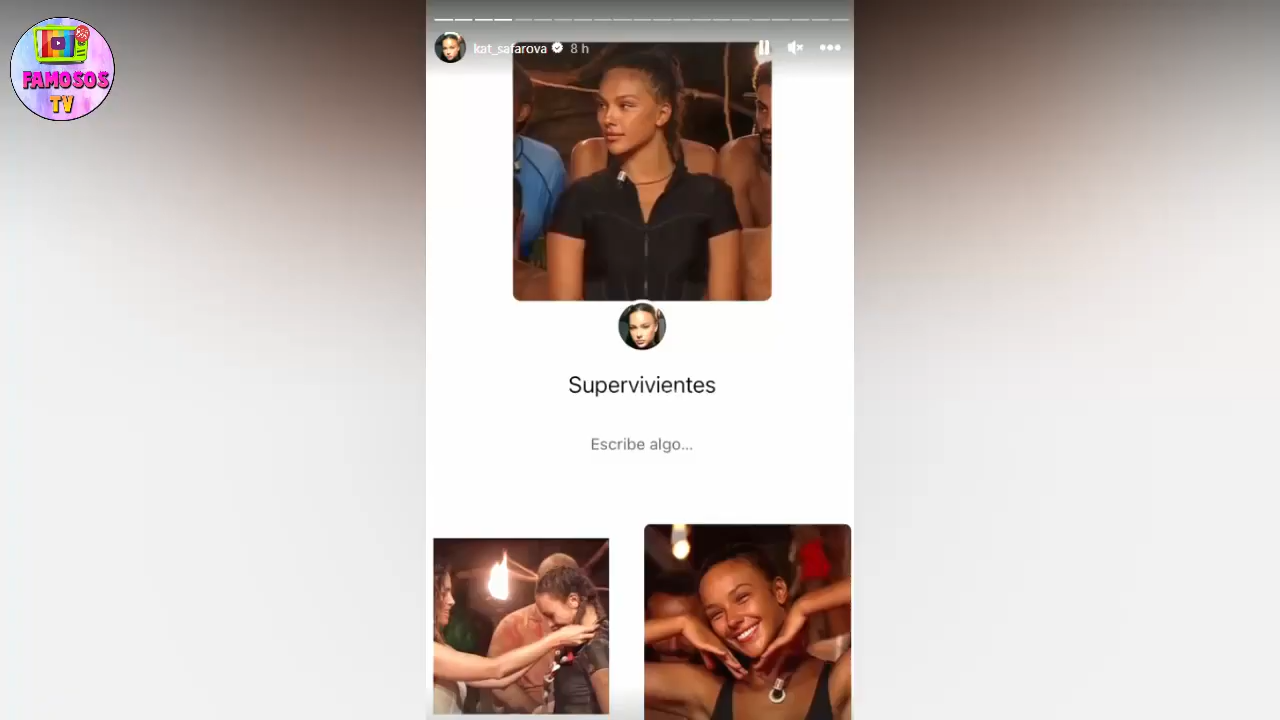 FAMOSOS
TV
kat_safarova 8 h
Supervivientes
Escribe algo...